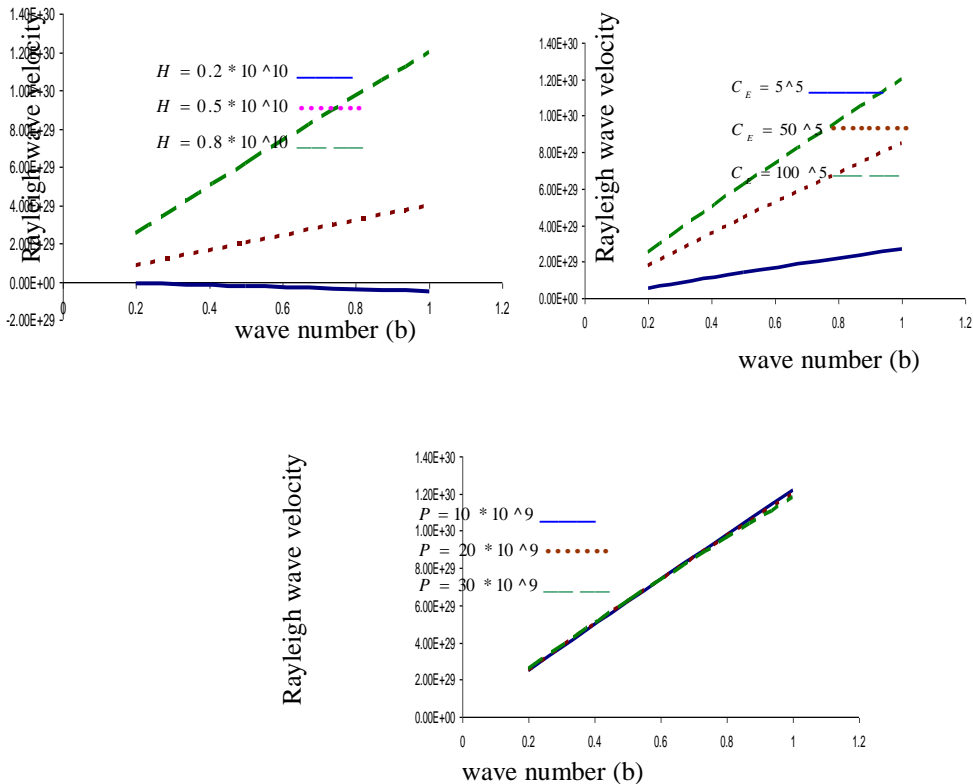 Rayleigh wave velocity
1.40E+30
1.20E+30
1.00E+30
8.00E+29
6.00E+29
4.00E+29
2.00E+29
0.00E+00
-2.00E+29
H = 0.2 * 10 ^10
H = 0.5 * 10 ^10
H = 0.8 * 10 ^10
0 0.2 0.4 0.6 0.8 1 1.2
wave number (b)
Rayleigh wave velocity
1.40E+30
1.20E+30
1.00E+30
8.00E+29
6.00E+29
4.00E+29
2.00E+29
0.00E+00
C_E = 5^5
C_E = 50 ^5
C_E = 100 ^5
0 0.2 0.4 0.6 0.8 1 1.2
wave number (b)
Rayleigh wave velocity
1.40E+30
1.20E+30
1.00E+30
8.00E+29
6.00E+29
4.00E+29
2.00E+29
0.00E+00
P = 10 * 10 ^9
P = 20 * 10 ^9
P = 30 * 10 ^9
0 0.2 0.4 0.6 0.8 1 1.2
wave number (b)